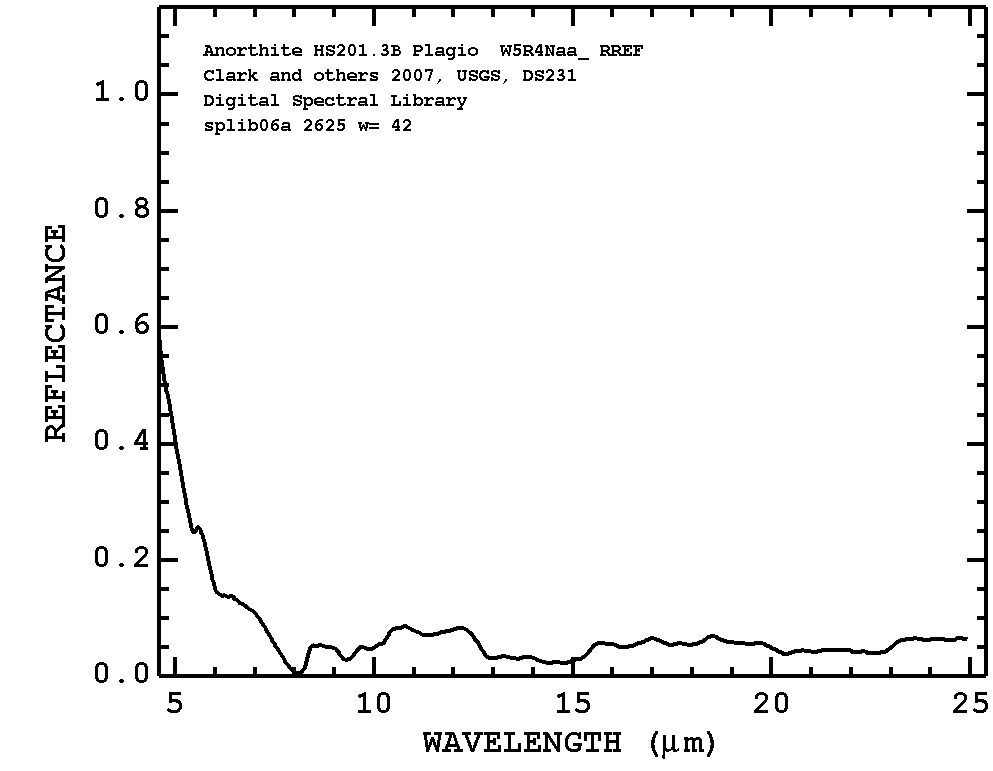 Anorthite HS201.3B Plagio  W5R4Naa_ RREF
Clark and others 2007, USGS, DS231
Digital Spectral Library
splib06a 2625 w= 42
1.0
0.8
0.6
0.4
0.2
0.0
REFLECTANCE
5 10 15 20 25
WAVELENGTH (μm)